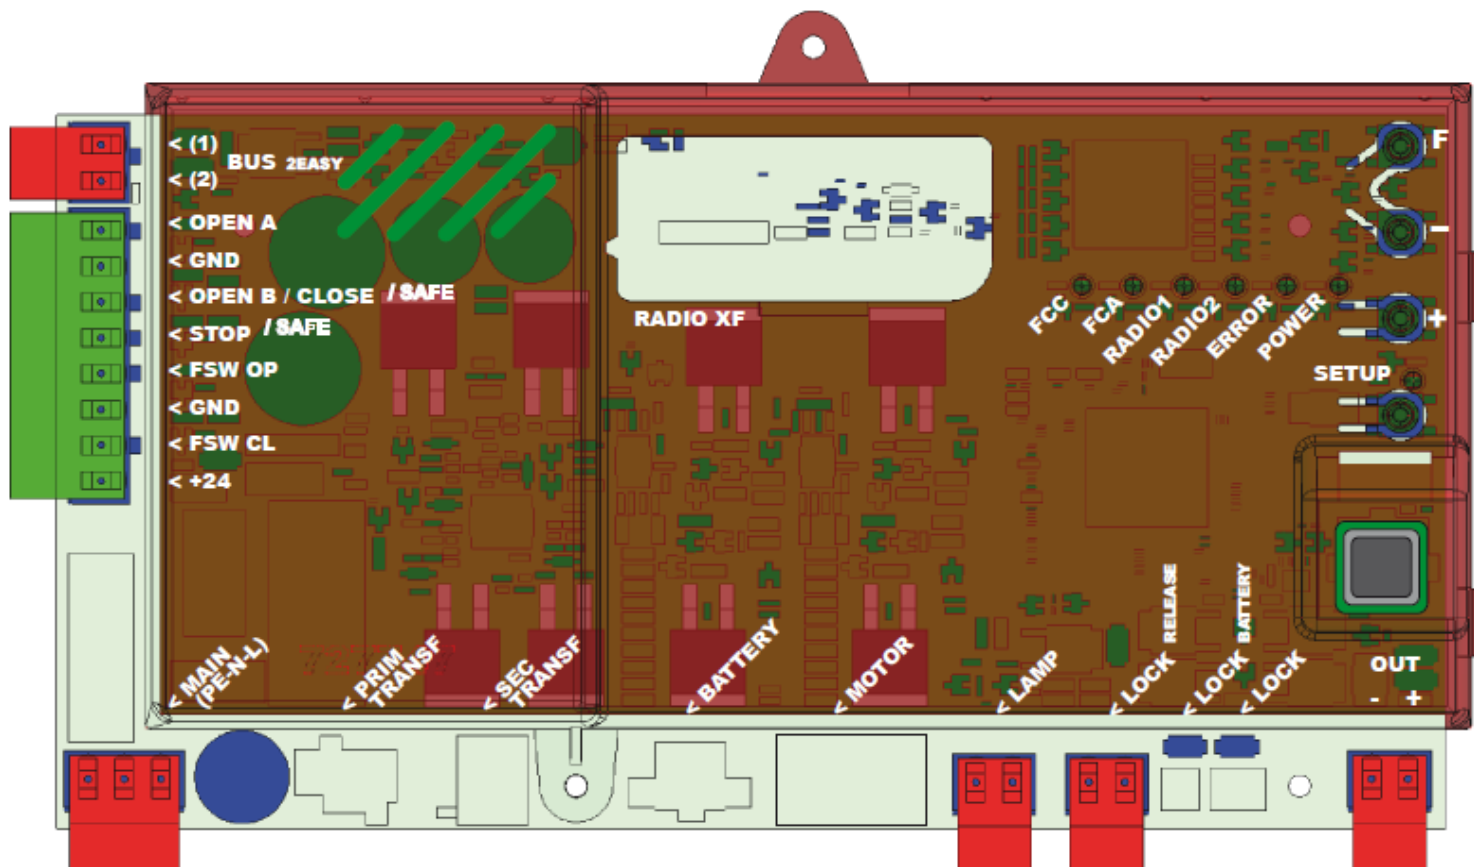 < (1)
BUS 2EASY
< (2)
< OPEN A
< GND
< OPEN B / CLOSE / SAFE
< STOP / SAFE
< FSW OP
< GND
< FSW CL
< +24
RADIO XF
F
-
+
FCC
FCA
RADIO1
RADIO2
ERROR
POWER
SETUP
< MAIN
(PE-N-L)
< PRIM
TRANSF
< SEC
TRANSF
< BATTERY
< MOTOR
< LAMP
< LOCK
RELEASE
< LOCK
BATTERY
< LOCK
OUT
- +